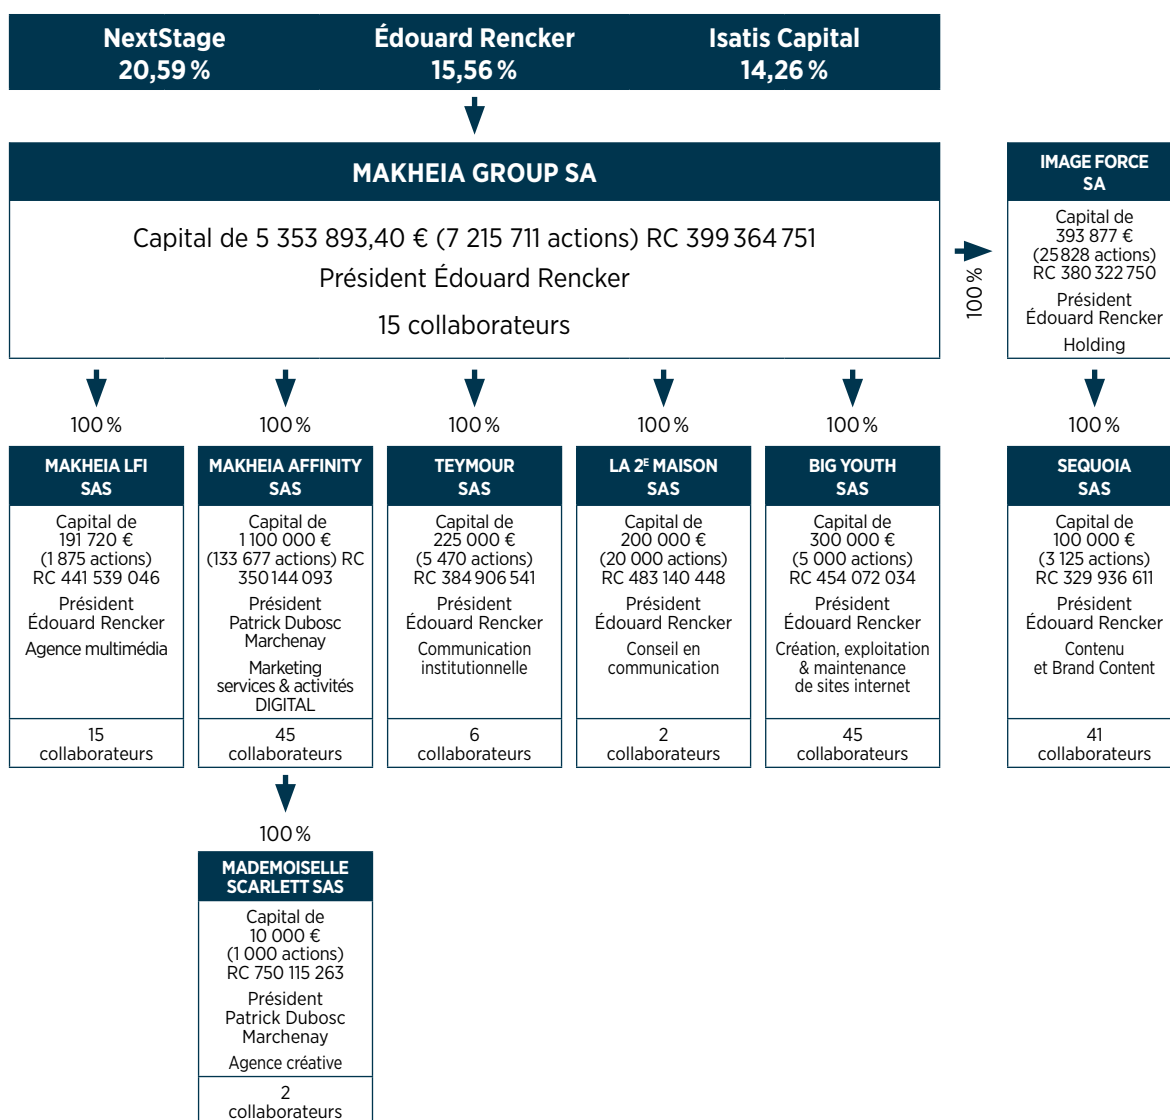 NextStage
20,59 %
Édouard Rencker
15,56 %
Isatis Capital
14,26 %
MAKHEIA GROUP SA
Capital de 5 353 893,40 € (7 215 711 actions) RC 399 364 751
Président Édouard Rencker
15 collaborateurs
100 %
IMAGE FORCE
SA
Capital de
393 877 €
(25 828 actions)
RC 380 322 750
Président
Édouard Rencker
Holding
100 %
100 %
100 %
100 %
100 %
100 %
MAKHEIA LFI
SAS
Capital de
191 720 €
(1 875 actions)
RC 441 539 046
Président
Édouard Rencker
Agence multimédia
15
collaborateurs
MAKHEIA AFFINITY
SAS
Capital de
1 100 000 €
(133 677 actions) RC
350 144 093
Président
Patrick Dubosc
Marchenay
Marketing
services & activités
DIGITAL
45
collaborateurs
TEYMOUR
SAS
Capital de
225 000 €
(5 470 actions)
RC 384 906 541
Président
Édouard Rencker
Communication
institutionnelle
6
collaborateurs
LA 2E MAISON
SAS
Capital de
200 000 €
(20 000 actions)
RC 483 140 448
Président
Édouard Rencker
Conseil en
communication
2
collaborateurs
BIG YOUTH
SAS
Capital de
300 000 €
(5 000 actions)
RC 454 072 034
Président
Édouard Rencker
Création, exploitation
& maintenance
de sites internet
45
collaborateurs
SEQUOIA
SAS
Capital de
100 000 €
(3 125 actions)
RC 329 936 611
Président
Édouard Rencker
Contenu
et Brand Content
41
collaborateurs
100 %
MADEMOISELLE
SCARLETT SAS
Capital de
10 000 €
(1 000 actions)
RC 750 115 263
Président
Patrick Dubosc
Marchenay
Agence créative
2
collaborateurs